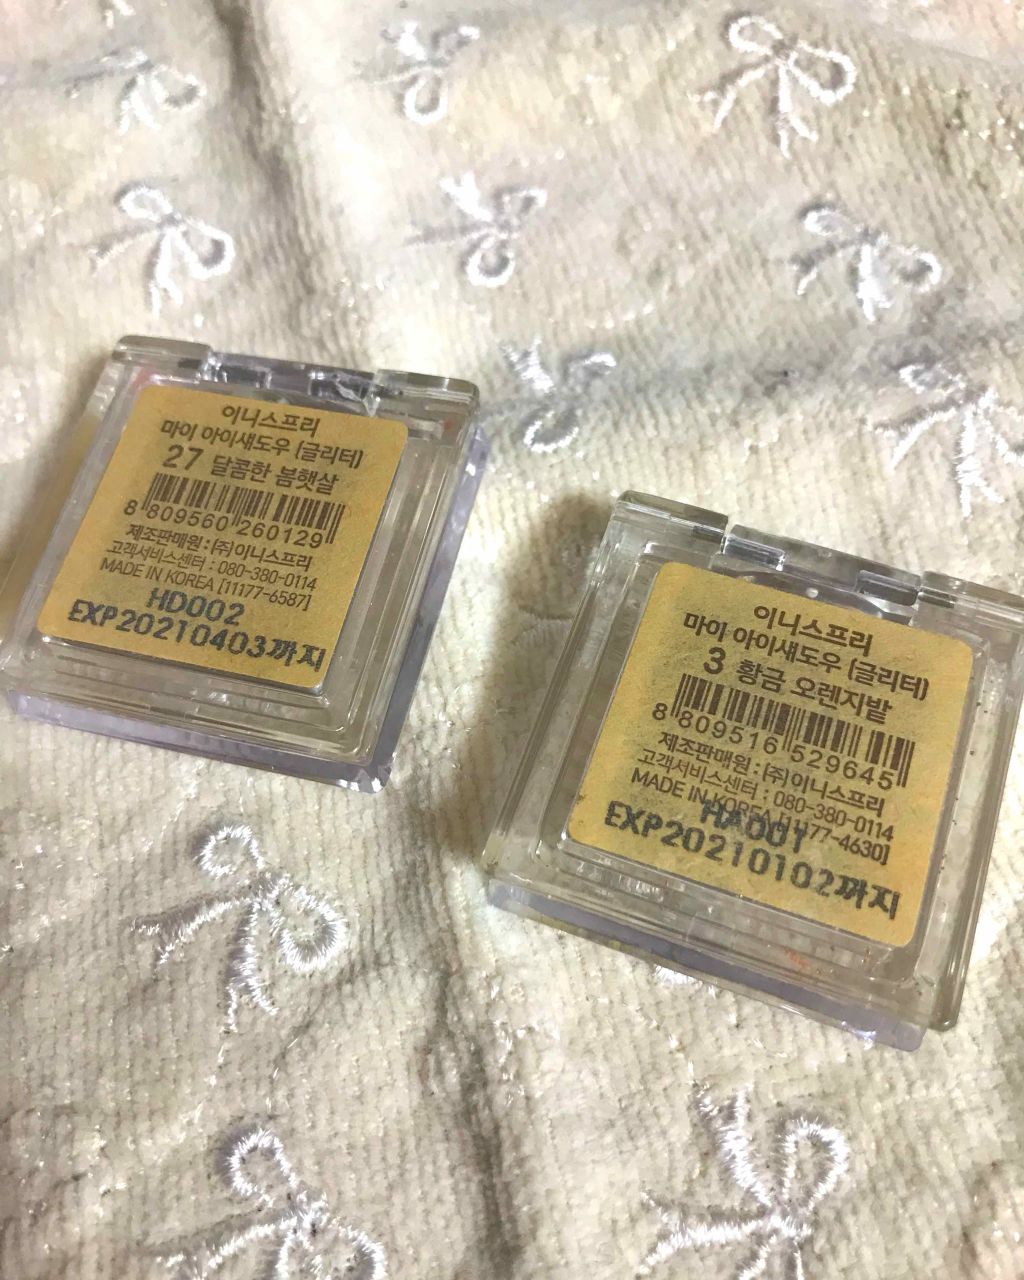 이니스프리
마이 아이섀도우 (글리터)
27 달콤한 봄햇살
8 809560 260129
제조판매원 : (주)이니스프리
고객서비스센터 : 080-380-0114
MADE IN KOREA [11177-6587]
HD002
EXP20210403까지
이니스프리
마이 아이섀도우 (글리터)
3 황금 오렌지밭
8 809516 529645
제조판매원 : (주)이니스프리
고객서비스센터 : 080-380-0114
MADE IN KOREA [11177-4630]
HA001
EXP20210102까지